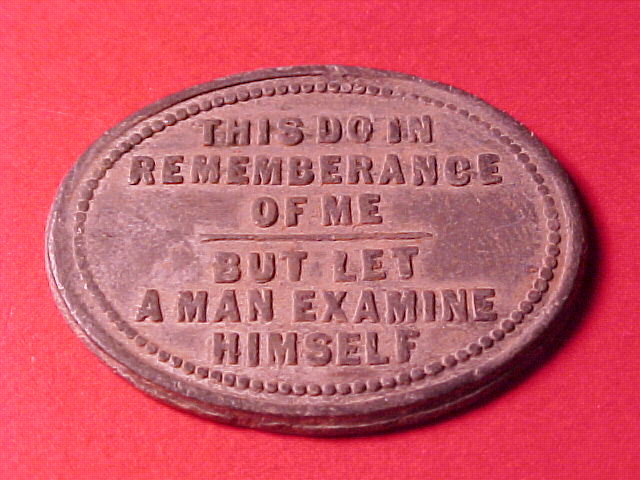 THIS DO IN
REMEMBERANCE
OF ME
BUT LET
A MAN EXAMINE
HIMSELF